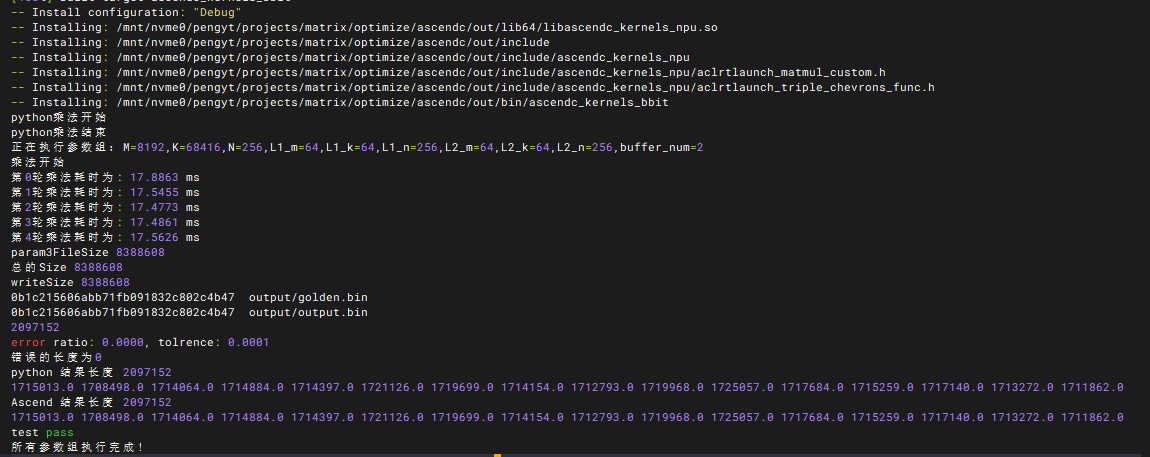 -- Install configuration: "Debug"
-- Installing: /mnt/nvme0/pengyt/projects/matrix/optimize/ascendc/out/lib64/libascendc_kernels_npu.so
-- Installing: /mnt/nvme0/pengyt/projects/matrix/optimize/ascendc/out/include
-- Installing: /mnt/nvme0/pengyt/projects/matrix/optimize/ascendc/out/include/ascendc_kernels_npu
-- Installing: /mnt/nvme0/pengyt/projects/matrix/optimize/ascendc/out/include/ascendc_kernels_npu/aclrtlaunch_matmul_custom.h
-- Installing: /mnt/nvme0/pengyt/projects/matrix/optimize/ascendc/out/include/ascendc_kernels_npu/aclrtlaunch_triple_chevrons_func.h
-- Installing: /mnt/nvme0/pengyt/projects/matrix/optimize/ascendc/out/bin/ascendc_kernels_bbit
python乘法开始
python乘法结束
正在执行参数组: M=8192,K=68416,N=256,L1_m=64,L1_k=64,L1_n=256,L2_m=64,L2_k=64,L2_n=256,buffer_num=2
乘法开始
第0轮乘法耗时为: 17.8863 ms
第1轮乘法耗时为: 17.5455 ms
第2轮乘法耗时为: 17.4773 ms
第3轮乘法耗时为: 17.4861 ms
第4轮乘法耗时为: 17.5626 ms
param3FileSize 8388608
总的Size 8388608
writeSize 8388608
0b1c215606abb71fb091832c802c4b47  output/golden.bin
0b1c215606abb71fb091832c802c4b47  output/output.bin
2097152
error ratio: 0.0000, tolrence: 0.0001
错误的长度为0
python 结果长度 2097152
1715013.0 1708498.0 1714064.0 1714884.0 1714397.0 1721126.0 1719699.0 1714154.0 1712793.0 1719968.0 1725057.0 1717684.0 1715259.0 1717140.0 1713272.0 1711862.0
Ascend 结果长度 2097152
1715013.0 1708498.0 1714064.0 1714884.0 1714397.0 1721126.0 1719699.0 1714154.0 1712793.0 1719968.0 1725057.0 1717684.0 1715259.0 1717140.0 1713272.0 1711862.0
test pass
所有参数组执行完成!